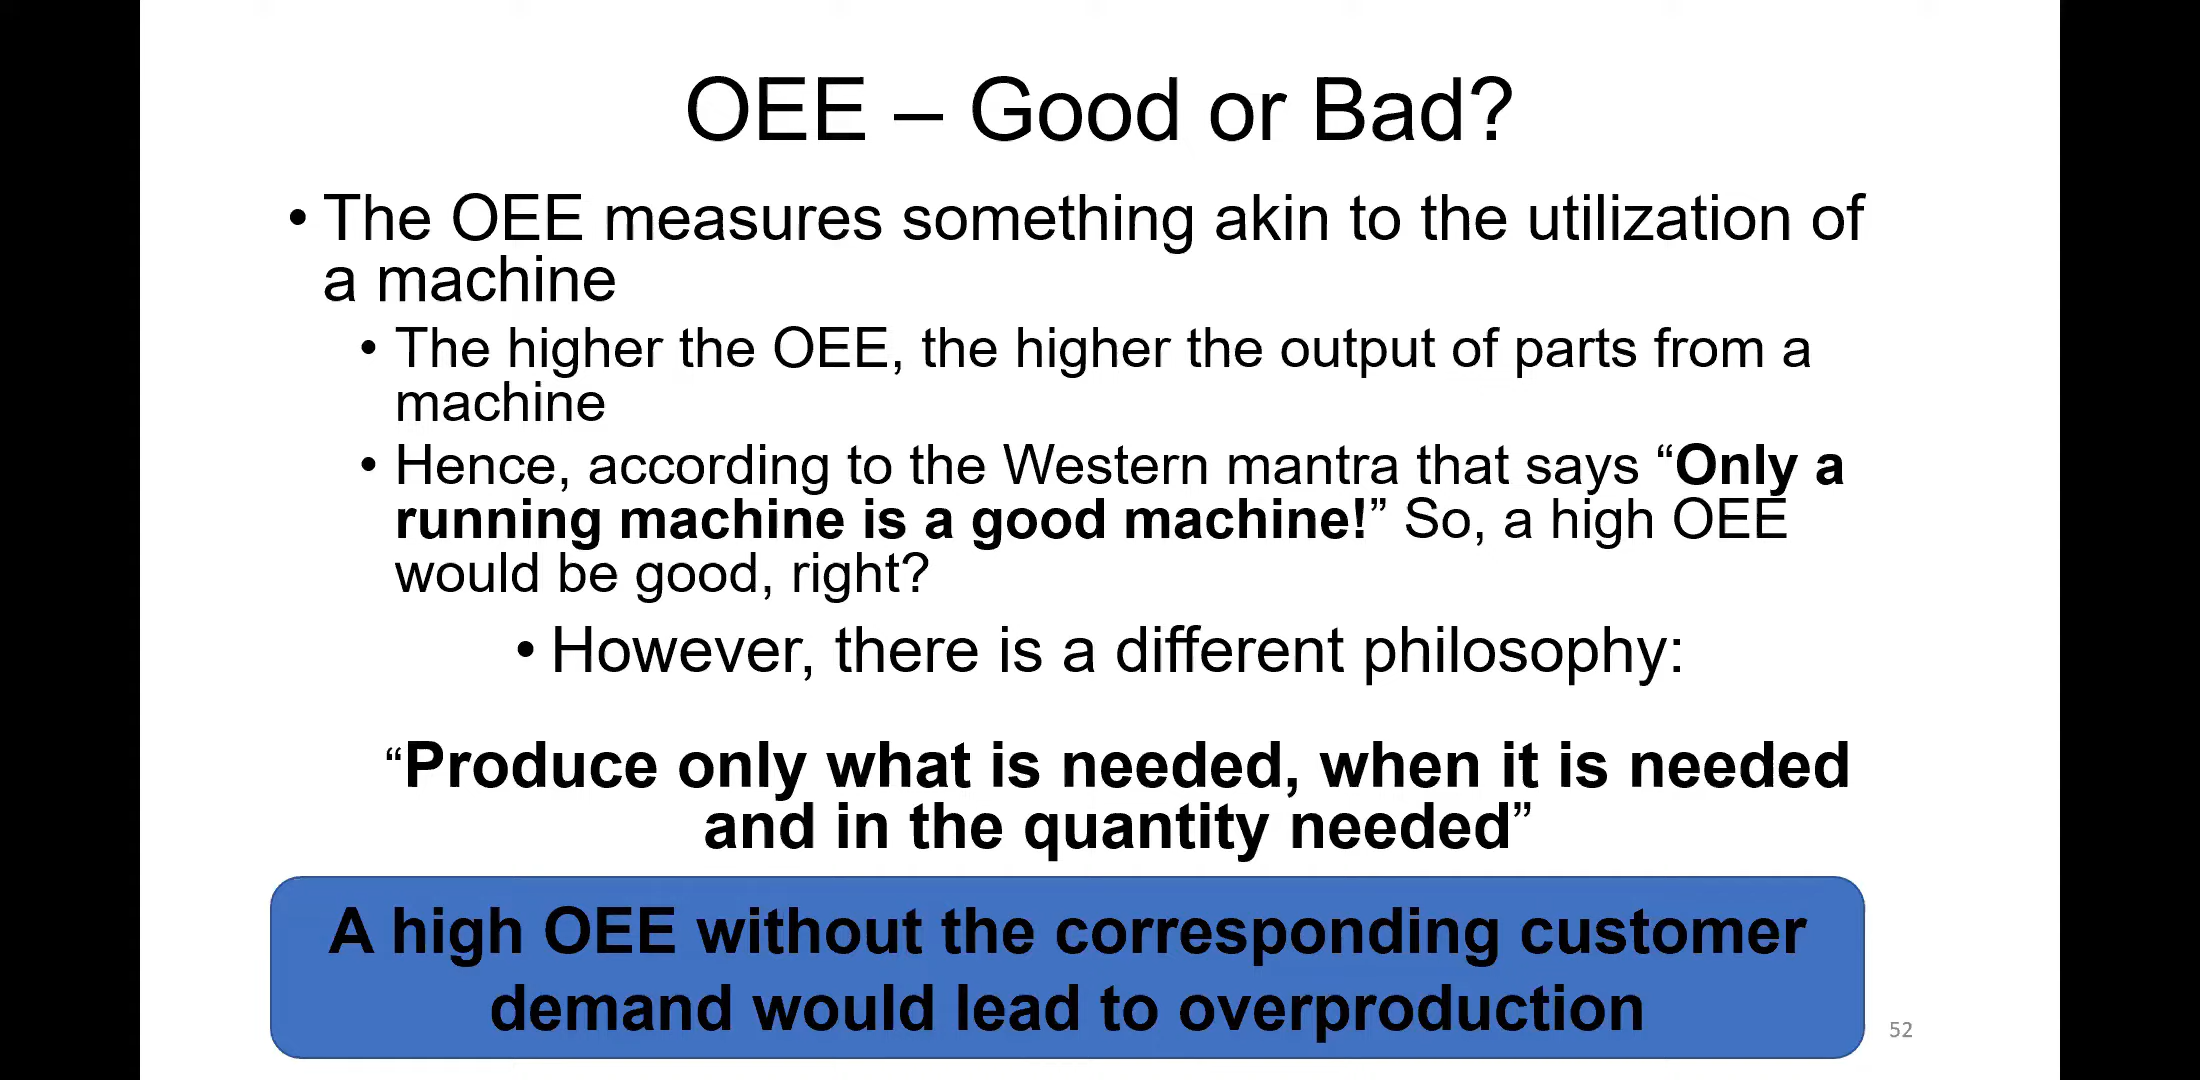 OEE – Good or Bad?
• The OEE measures something akin to the utilization of
a machine
• The higher the OEE, the higher the output of parts from a
machine
• Hence, according to the Western mantra that says “Only a
running machine is a good machine!” So, a high OEE
would be good, right?
• However, there is a different philosophy:
“Produce only what is needed, when it is needed
and in the quantity needed”
A high OEE without the corresponding customer
demand would lead to overproduction
52